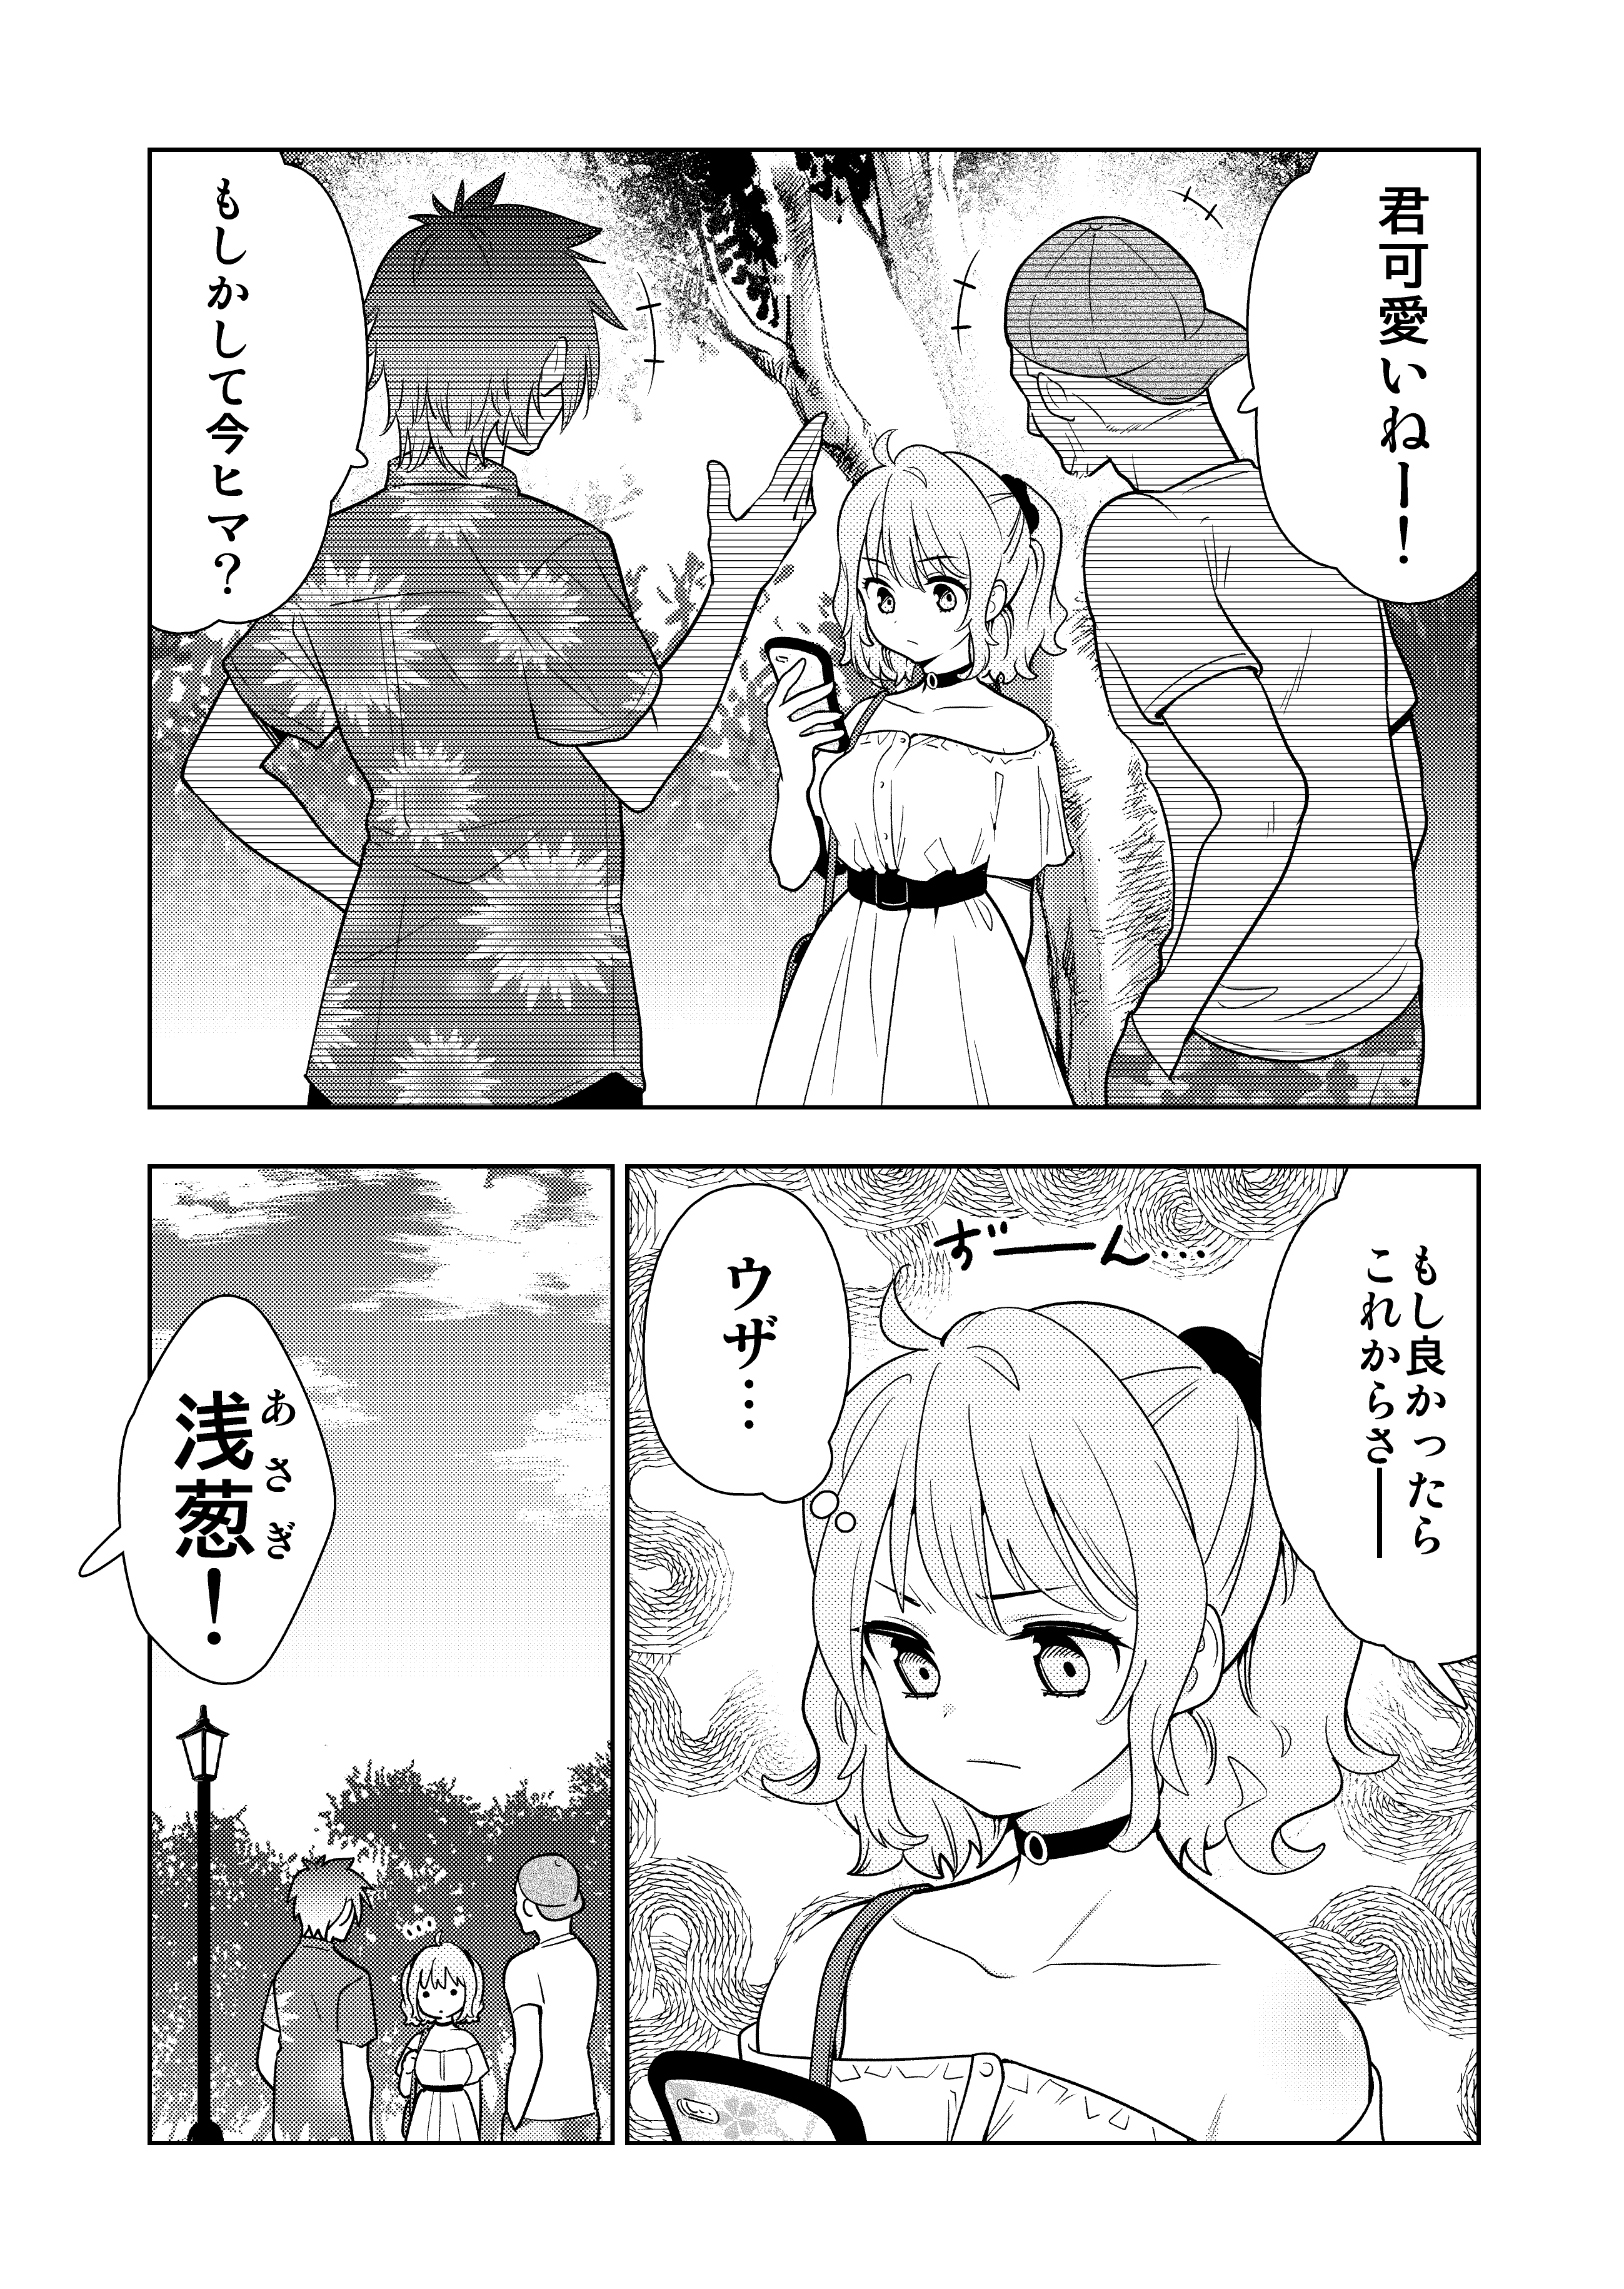 君可愛いねー！
もしかして今ヒマ？
もし良かったら
これからさ──
ずーん…
ウザ…
浅葱！
あさぎ